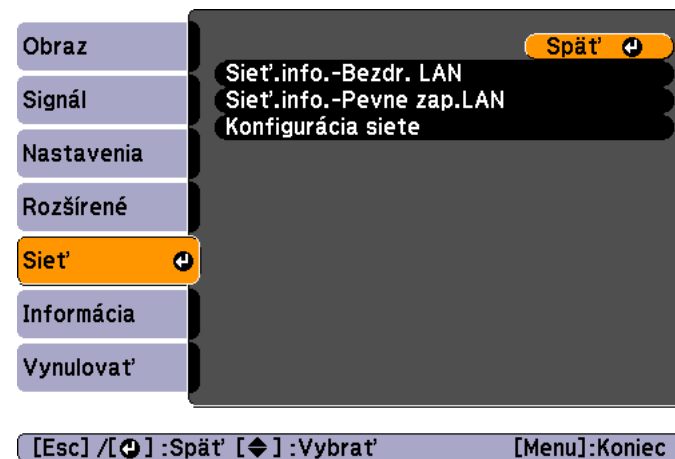 Obraz
Signál
Nastavenia
Rozšírené
Sieť
Informácia
Vynulovať
Späť
Sieť.info.-Bezdr. LAN
Sieť.info.-Pevne zap.LAN
Konfigurácia siete
[Esc] /[⏎] :Späť [◆] :Vybrať [Menu]:Koniec